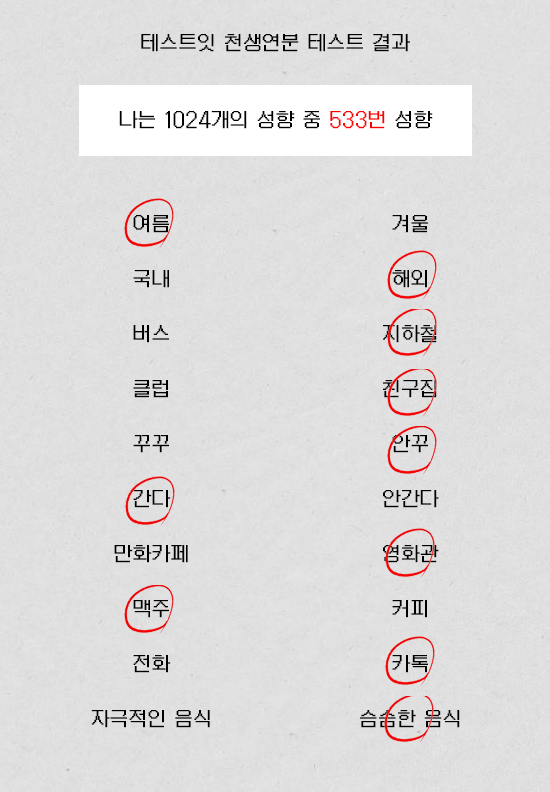 테스트잇 천생연분 테스트 결과
나는 1024개의 성향 중 533번 성향
여름 겨울
국내 해외
버스 지하철
클럽 친구집
꾸꾸 안꾸
간다 안간다
만화카페 영화관
맥주 커피
전화 카톡
자극적인 음식 슴슴한 음식